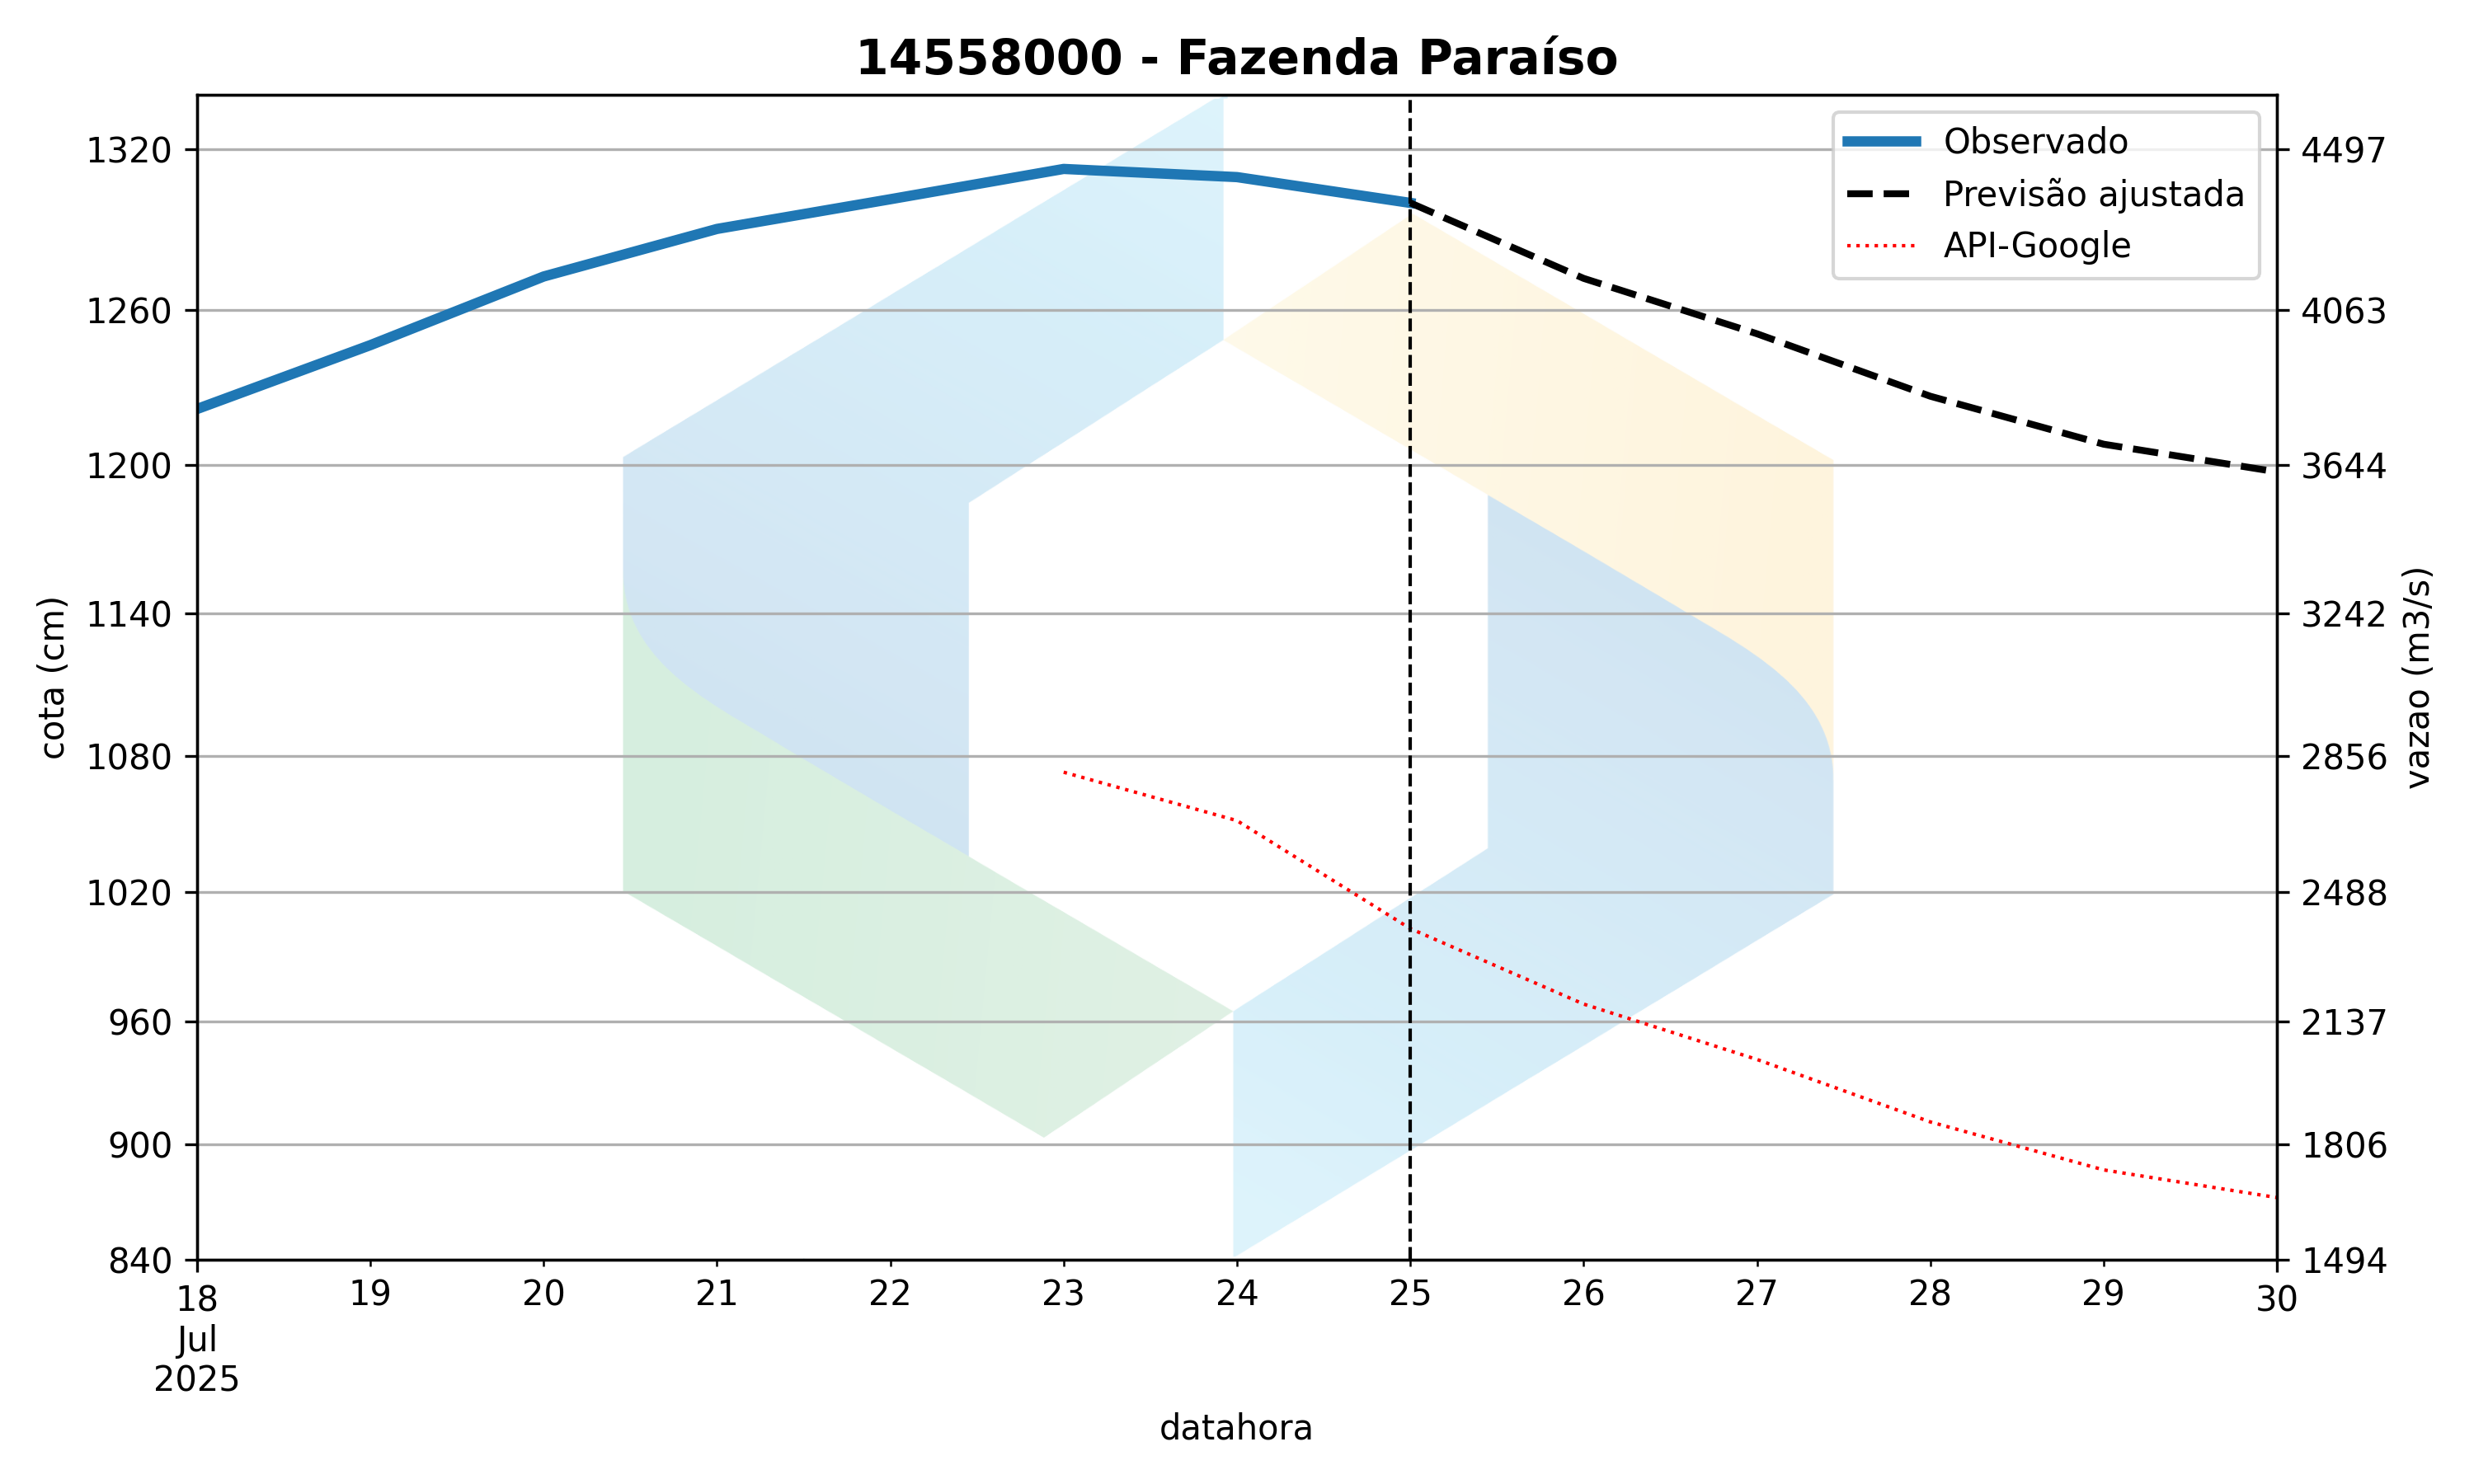 14558000 - Fazenda Paraíso
Observado
Previsão ajustada
API-Google
cota (cm)
1320
1260
1200
1140
1080
1020
960
900
840
4497
4063
3644
3242
2856
2488
2137
1806
1494
vazao (m3/s)
18 19 20 21 22 23 24 25 26 27 28 29 30
Jul
2025
datahora